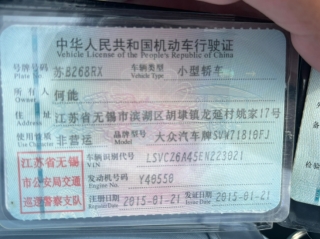 中华人民共和国机动车行驶证
Vehicle License of the People's Republic of China
号牌号码 苏B268RX 车辆类型 小型轿车
Plate No. Vehicle Type
所有人 何能
住址 江苏省无锡市滨湖区胡埭镇龙延村姚家17号
Address
使用性质 非营运 品牌型号 大众汽车牌SVW71810FJ
Use Character
江苏省无锡
市公安局交通
巡逻警察支队
车辆识别代号 LSVCZ6A45EN223021
VIN
发动机号码 Y40550
Engine No.
注册日期 2015-01-21 发证日期 2015-01-21
Register Date Issue Date